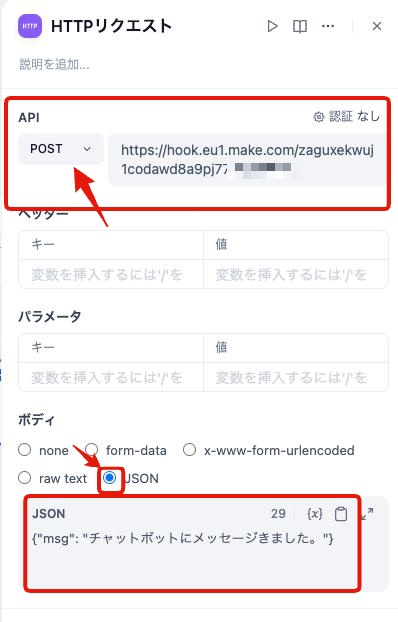 HTTP HTTPリクエスト
説明を追加...
API 認証 なし
POST https://hook.eu1.make.com/zaguxekwuj
1codawd8a9pj77
ヘッダー
キー 値
変数を挿入するには'/'を 変数を挿入するには'/'を
パラメータ
キー 値
変数を挿入するには'/'を 変数を挿入するには'/'を
ボディ
none form-data x-www-form-urlencoded
raw text JSON
JSON 29 {x}
{"msg": "チャットボットにメッセージきました。"}